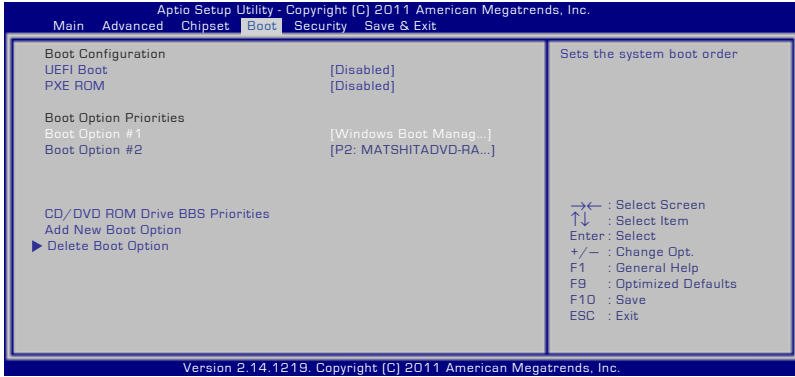 Aptio Setup Utility - Copyright (C) 2011 American Megatrends, Inc.
Main Advanced Chipset Boot Security Save & Exit
Boot Configuration
UEFI Boot [Disabled]
PXE ROM [Disabled]
Boot Option Priorities
Boot Option #1 [Windows Boot Manag...]
Boot Option #2 [P2: MATSHITADVD-RA...]
CD/DVD ROM Drive BBS Priorities
Add New Boot Option
▶ Delete Boot Option
Sets the system boot order
→← : Select Screen
↑↓ : Select Item
Enter : Select
+/— : Change Opt.
F1 : General Help
F9 : Optimized Defaults
F10 : Save
ESC : Exit
Version 2.14.1219. Copyright (C) 2011 American Megatrends, Inc.